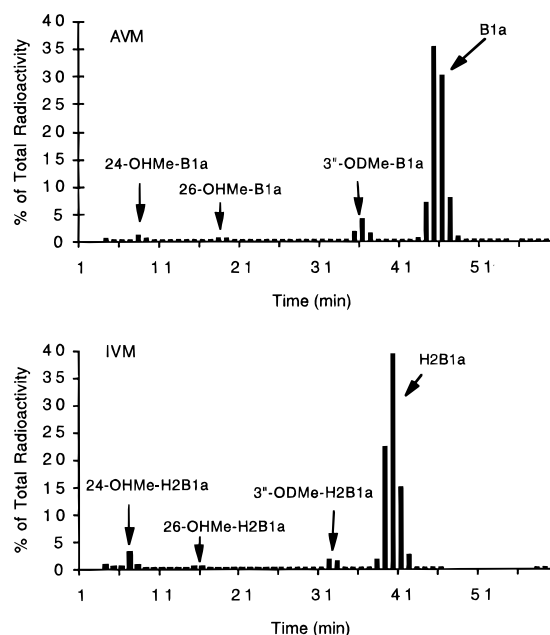 AVM
B1a
24-OHMe-B1a
26-OHMe-B1a
3"-ODMe-B1a
% of Total Radioactivity
40
35
30
25
20
15
10
5
0
1 11 21 31 41 51
Time (min)
IVM
H2B1a
24-OHMe-H2B1a
26-OHMe-H2B1a
3"-ODMe-H2B1a
% of Total Radioactivity
40
35
30
25
20
15
10
5
0
1 11 21 31 41 51
Time (min)